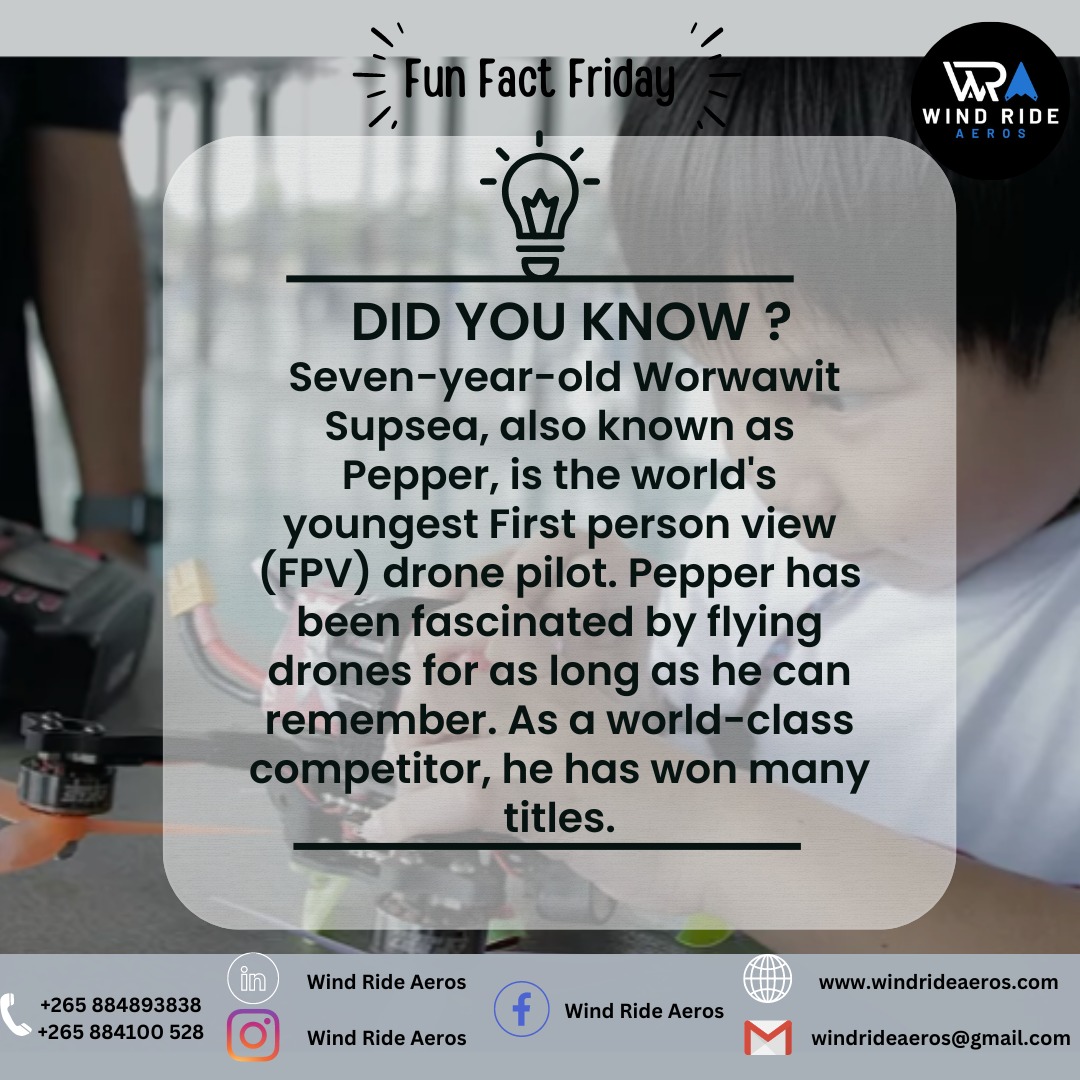 Fun Fact Friday
WRA
WIND RIDE
AEROS
DID YOU KNOW ?
Seven-year-old Worwawit
Supsea, also known as
Pepper, is the world's
youngest First person view
(FPV) drone pilot. Pepper has
been fascinated by flying
drones for as long as he can
remember. As a world-class
competitor, he has won many
titles.
+265 884893838
+265 884100 528
in
Wind Ride Aeros
Wind Ride Aeros
f
Wind Ride Aeros
www.windrideaeros.com
windrideaeros@gmail.com